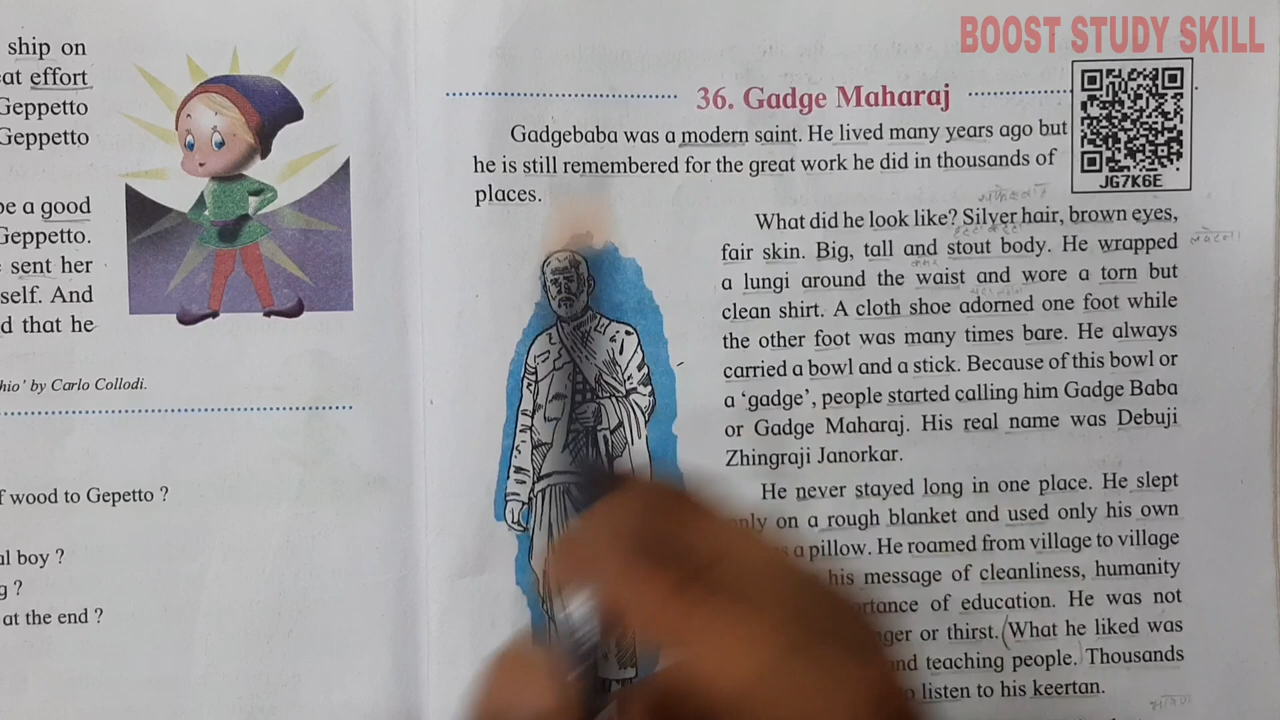 BOOST STUDY SKILL
ship on
eat effort
Geppetto
Geppetto
be a good
Geppetto.
sent her
self. And
d that he
hio' by Carlo Collodi.
f wood to Gepetto ?
al boy ?
g ?
at the end ?
36. Gadge Maharaj
JG7K6E
Gadgebaba was a modern saint. He lived many years ago but
he is still remembered for the great work he did in thousands of
places.
What did he look like? Silver hair, brown eyes,
fair skin. Big, tall and stout body. He wrapped
a lungi around the waist and wore a torn but
clean shirt. A cloth shoe adorned one foot while
the other foot was many times bare. He always
carried a bowl and a stick. Because of this bowl or
a 'gadge', people started calling him Gadge Baba
or Gadge Maharaj. His real name was Debuji
Zhingraji Janorkar.
He never stayed long in one place. He slept
only on a rough blanket and used only his own
a pillow. He roamed from village to village
his message of cleanliness, humanity
ortance of education. He was not
nger or thirst. (What he liked was
and teaching people.) Thousands
o listen to his keertan.